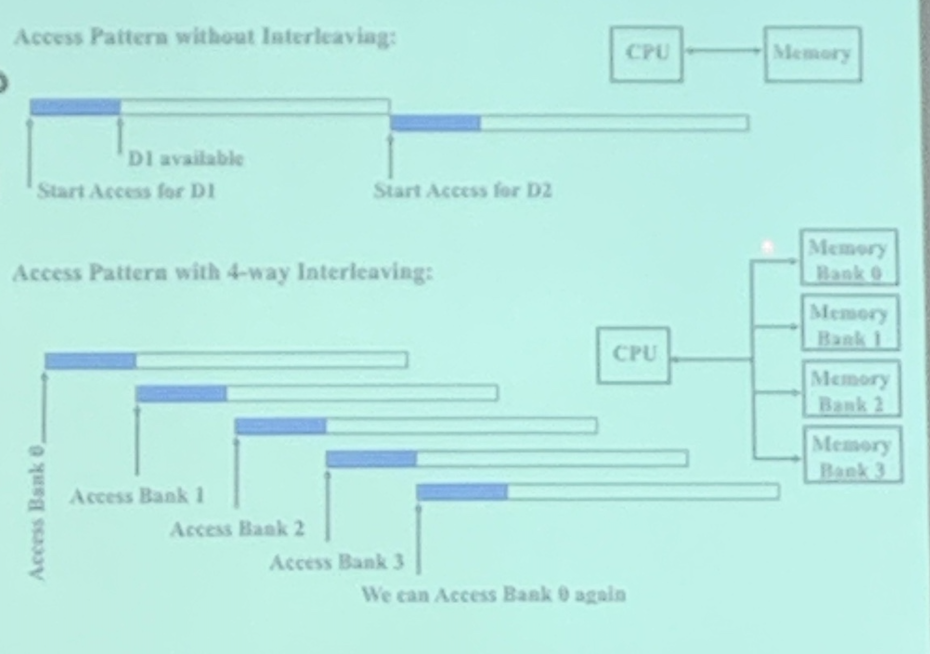 Access Pattern without Interleaving:
CPU
Memory
D1 available
Start Access for D1
Start Access for D2
Access Pattern with 4-way Interleaving:
Memory
Bank 0
Memory
Bank 1
CPU
Memory
Bank 2
Memory
Bank 3
Access Bank 0
Access Bank 1
Access Bank 2
Access Bank 3
We can Access Bank 0 again